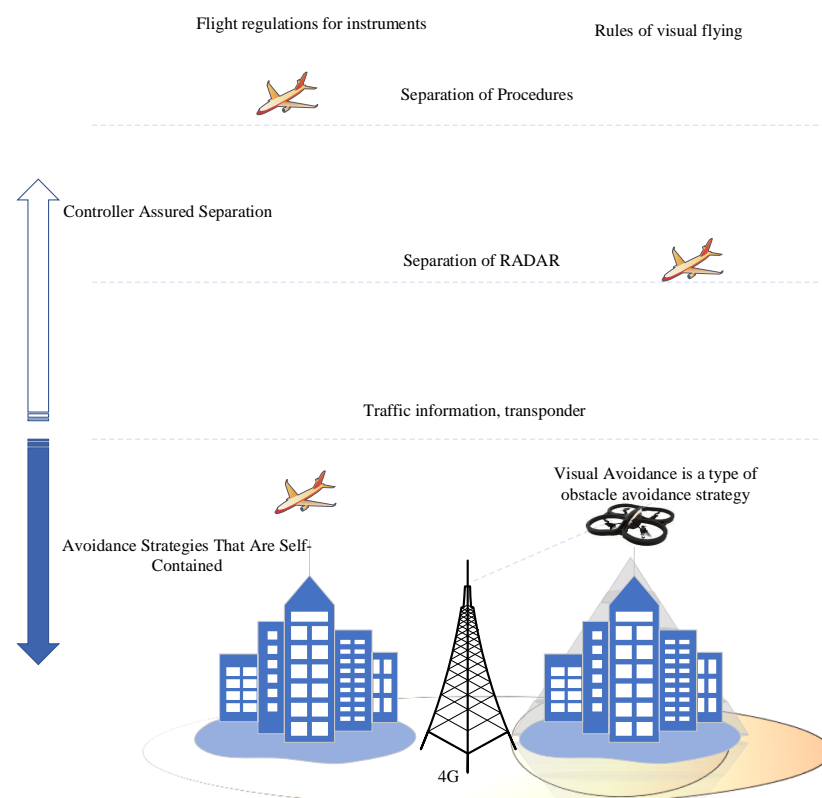 Flight regulations for instruments
Rules of visual flying
Separation of Procedures
Controller Assured Separation
Separation of RADAR
Traffic information, transponder
Visual Avoidance is a type of
obstacle avoidance strategy
Avoidance Strategies That Are Self-
Contained
4G